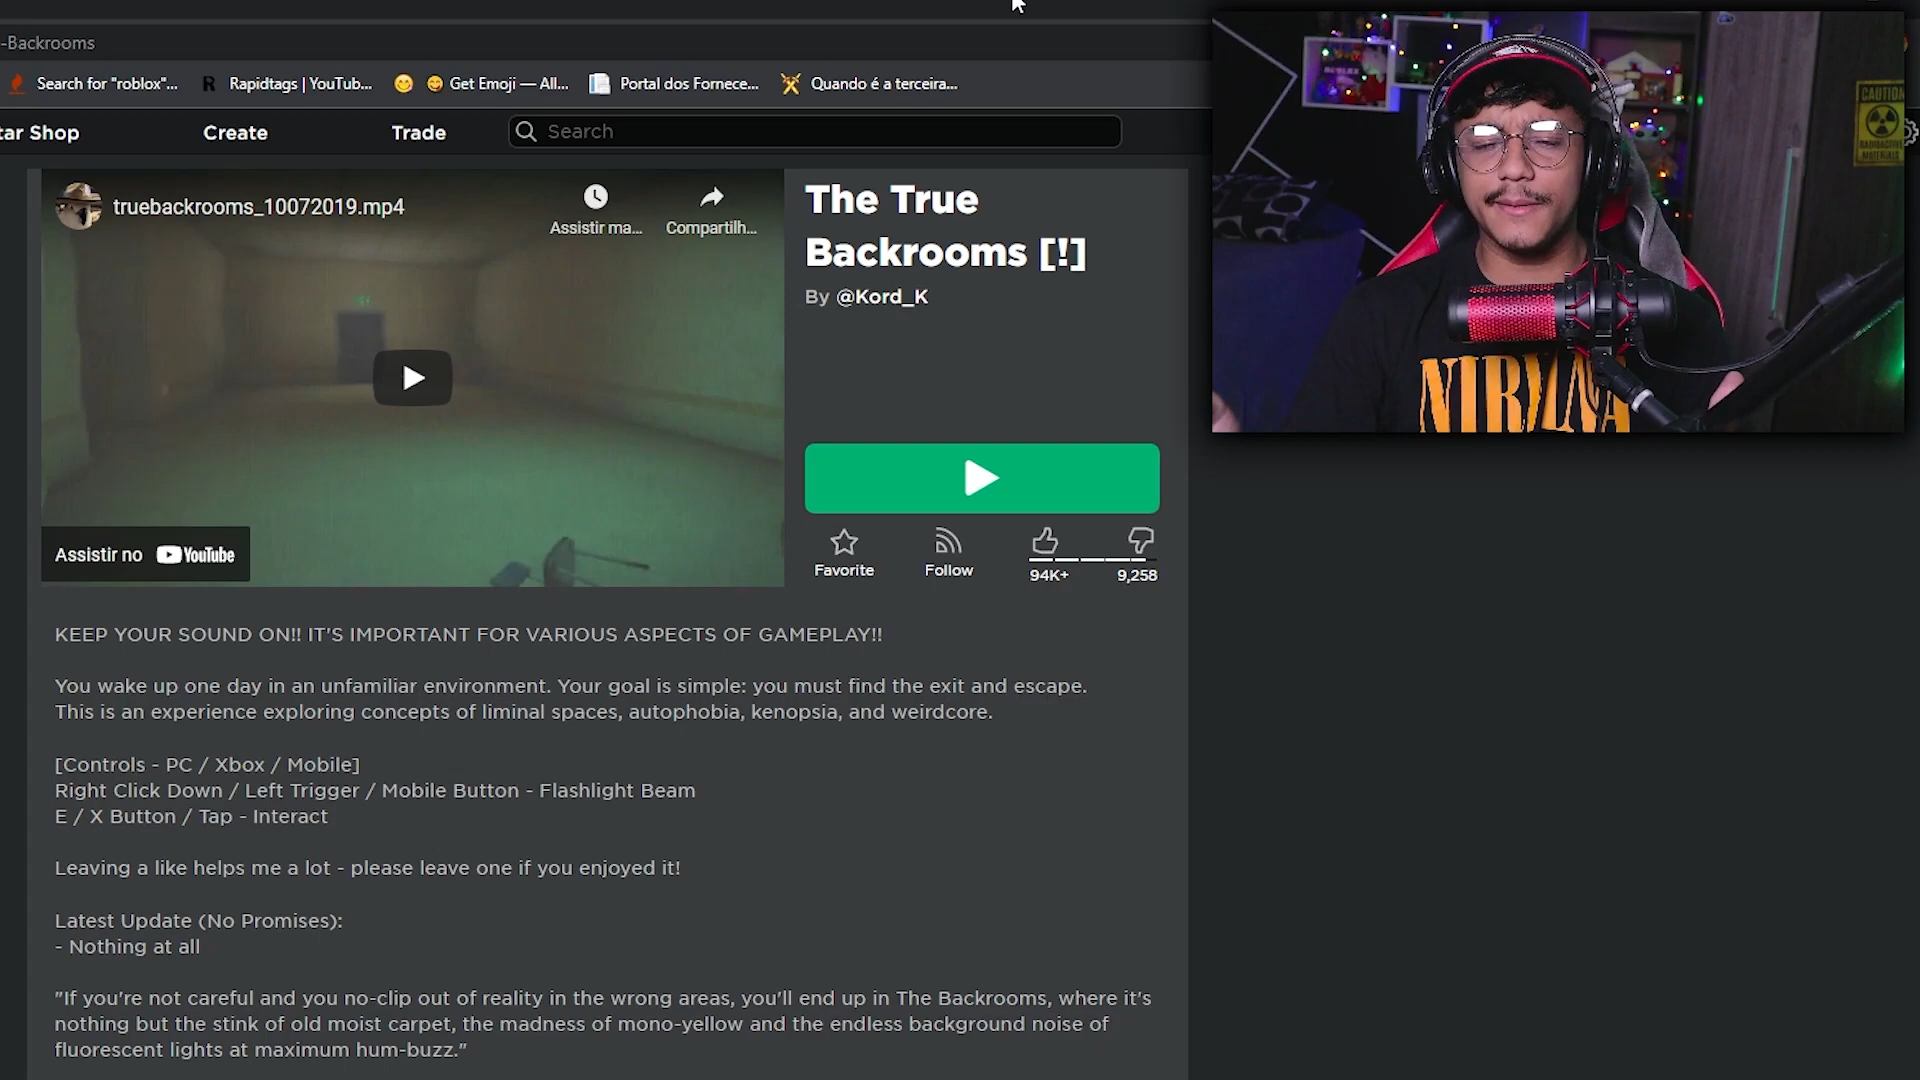 -Backrooms
Search for "roblox"... Rapidtags | YouTub... Get Emoji — All... Portal dos Fornece... Quando é a terceira...
tar Shop Create Trade Search
truebackrooms_10072019.mp4
Assistir ma... Compartilh...
Assistir no YouTube
The True
Backrooms [!]
By @Kord_K
Favorite Follow 94K+ 9,258
CAUTION
RADIOACTIVE
MATERIALS
ROBLOX
NIRVANA
KEEP YOUR SOUND ON!! IT'S IMPORTANT FOR VARIOUS ASPECTS OF GAMEPLAY!!
You wake up one day in an unfamiliar environment. Your goal is simple: you must find the exit and escape.
This is an experience exploring concepts of liminal spaces, autophobia, kenopsia, and weirdcore.
[Controls - PC / Xbox / Mobile]
Right Click Down / Left Trigger / Mobile Button - Flashlight Beam
E / X Button / Tap - Interact
Leaving a like helps me a lot - please leave one if you enjoyed it!
Latest Update (No Promises):
- Nothing at all
"If you're not careful and you no-clip out of reality in the wrong areas, you'll end up in The Backrooms, where it's
nothing but the stink of old moist carpet, the madness of mono-yellow and the endless background noise of
fluorescent lights at maximum hum-buzz."